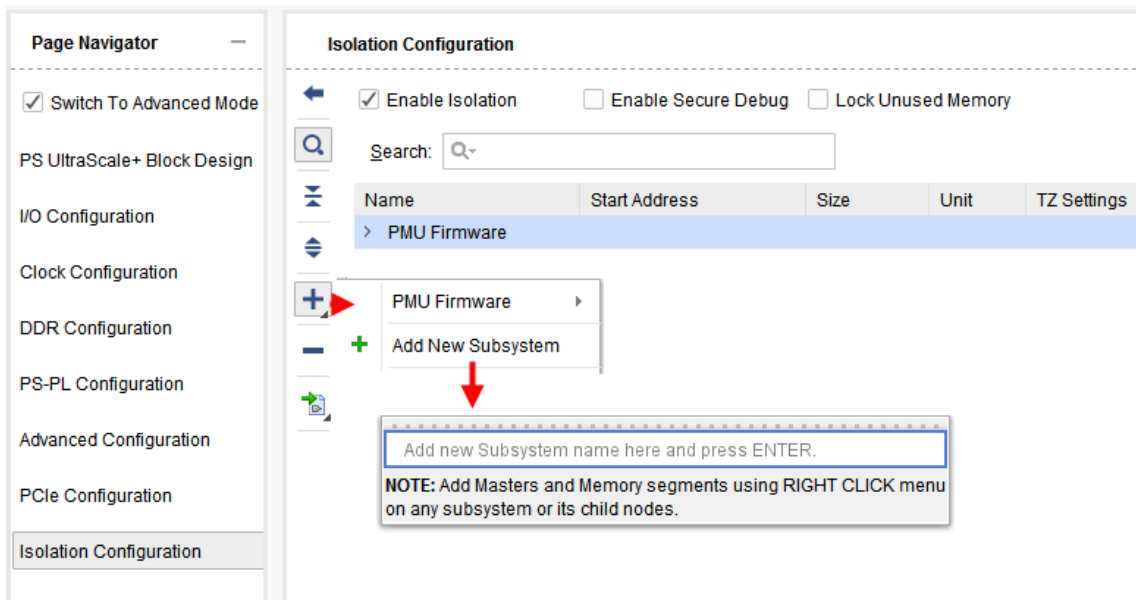 Page Navigator
Switch To Advanced Mode
PS UltraScale+ Block Design
I/O Configuration
Clock Configuration
DDR Configuration
PS-PL Configuration
Advanced Configuration
PCIe Configuration
Isolation Configuration
Isolation Configuration
Enable Isolation Enable Secure Debug Lock Unused Memory
Search:
Name Start Address Size Unit TZ Settings
PMU Firmware
PMU Firmware
Add New Subsystem
Add new Subsystem name here and press ENTER.
NOTE: Add Masters and Memory segments using RIGHT CLICK menu
on any subsystem or its child nodes.